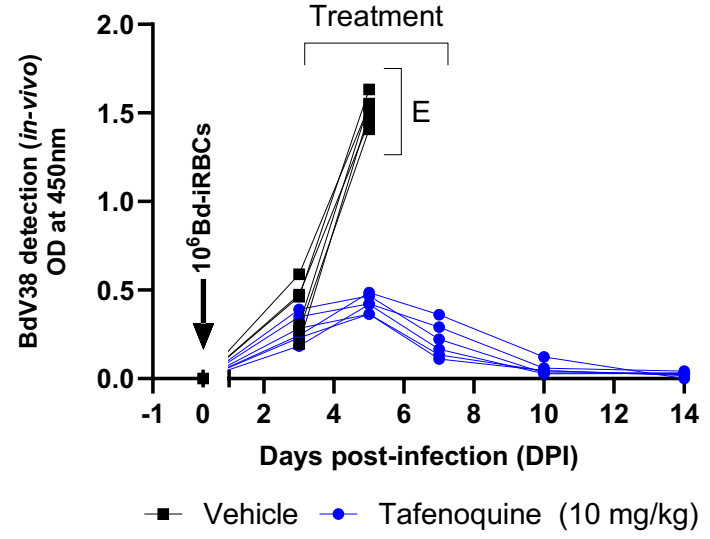 Treatment
E
BdV38 detection (in-vivo)
OD at 450nm
2.0
1.5
1.0
0.5
0.0
10⁶Bd-iRBCs
-1 0 2 4 6 8 10 12 14
Days post-infection (DPI)
Vehicle Tafenoquine (10 mg/kg)